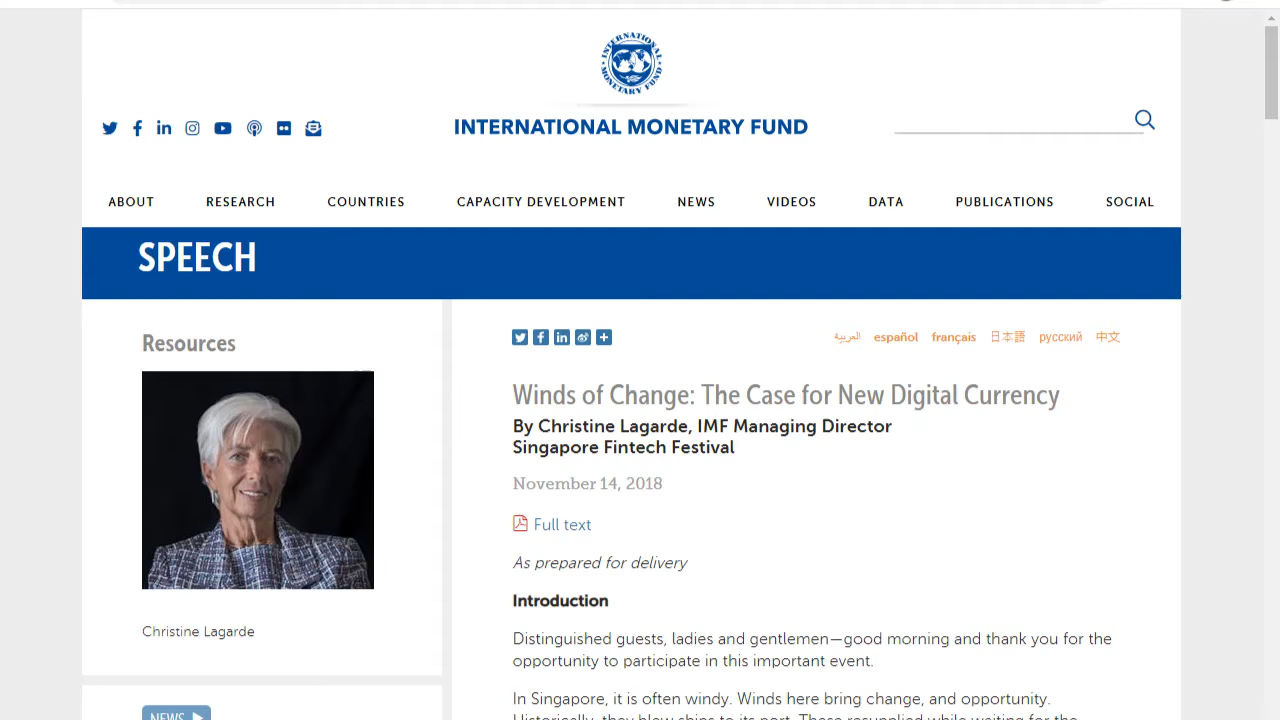 INTERNATIONAL MONETARY FUND
INTERNATIONAL MONETARY FUND
ABOUT RESEARCH COUNTRIES CAPACITY DEVELOPMENT NEWS VIDEOS DATA PUBLICATIONS SOCIAL
SPEECH
Resources
Christine Lagarde
NEWS
العربية español français 日本語 русский 中文
Winds of Change: The Case for New Digital Currency
By Christine Lagarde, IMF Managing Director
Singapore Fintech Festival
November 14, 2018
Full text
As prepared for delivery
Introduction
Distinguished guests, ladies and gentlemen—good morning and thank you for the
opportunity to participate in this important event.
In Singapore, it is often windy. Winds here bring change, and opportunity.
Historically, they blow ships to its port. These resupplied while waiting for the